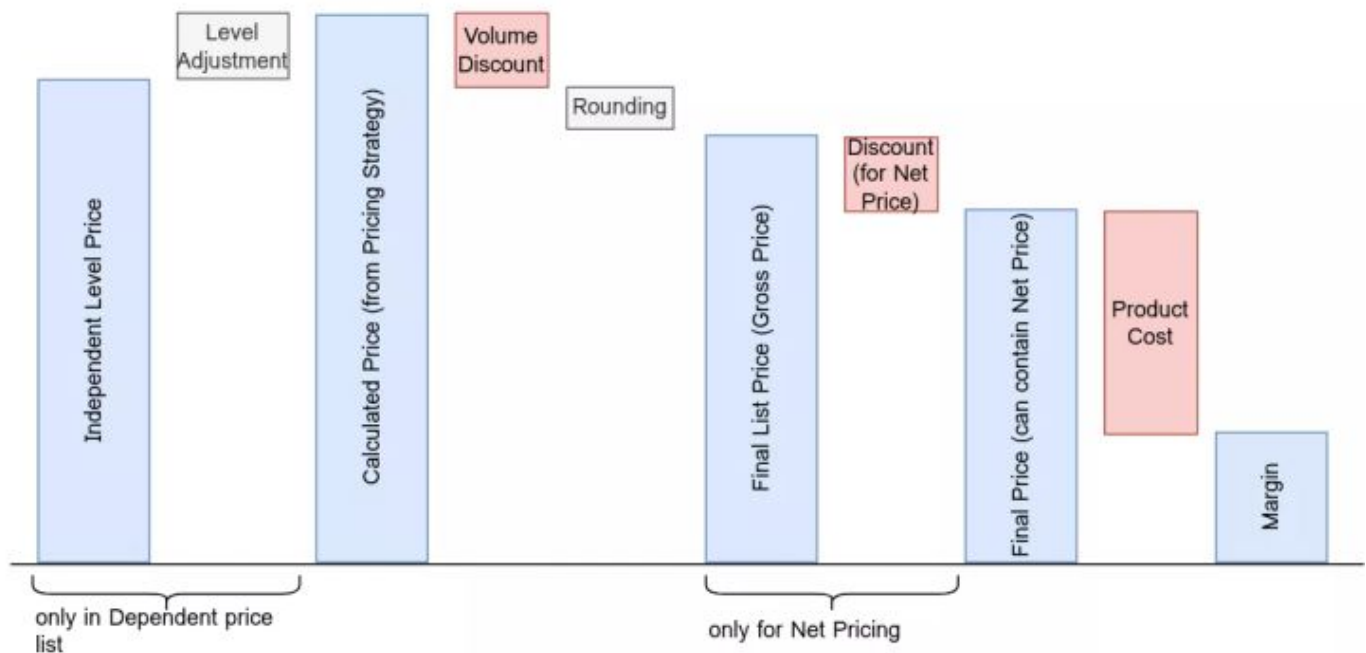 Independent Level Price
Level
Adjustment
Calculated Price (from Pricing Strategy)
Volume
Discount
Rounding
Final List Price (Gross Price)
Discount
(for Net
Price)
Final Price (can contain Net Price)
Product
Cost
Margin
only in Dependent price
list
only for Net Pricing